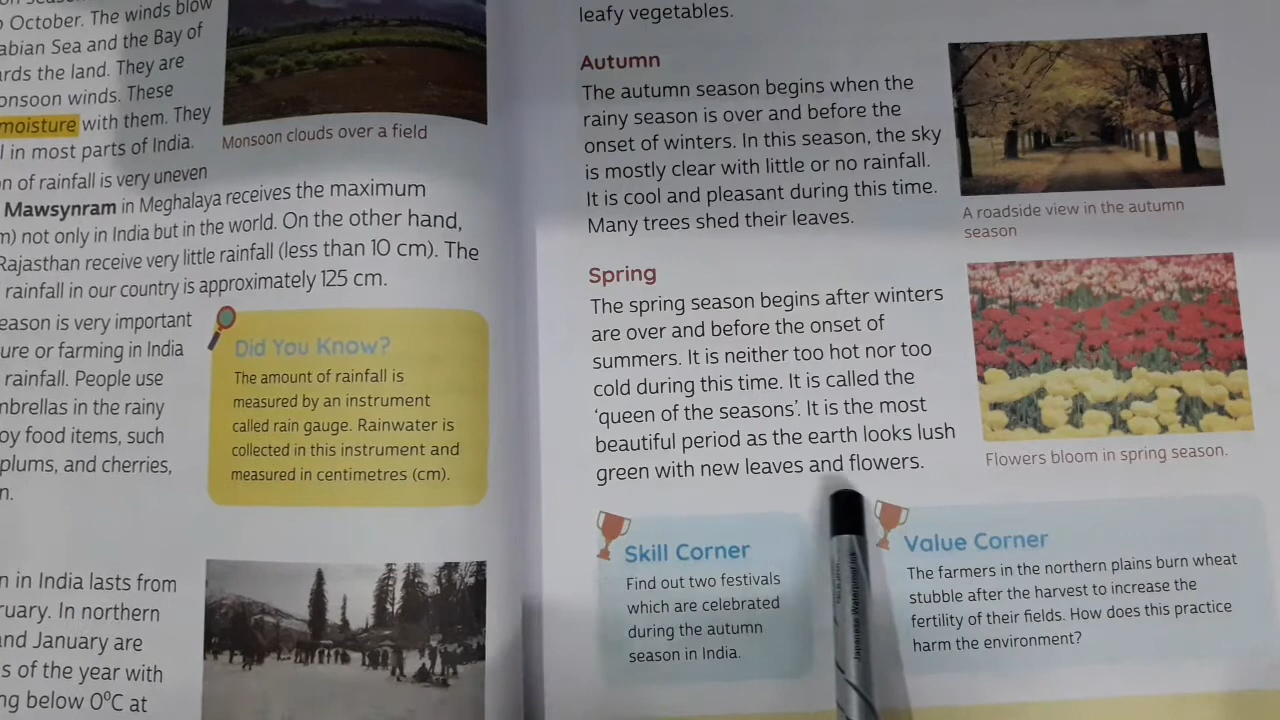 October. The winds blow
abian Sea and the Bay of
ards the land. They are
onsoon winds. These
moisture with them. They
l in most parts of India.
n of rainfall is very uneven
Mawsynram in Meghalaya receives the maximum
m) not only in India but in the world. On the other hand,
Rajasthan receive very little rainfall (less than 10 cm). The
rainfall in our country is approximately 125 cm.
Monsoon clouds over a field
eason is very important
ure or farming in India
rainfall. People use
mbrellas in the rainy
oy food items, such
plums, and cherries,
n.
Did You Know?
The amount of rainfall is
measured by an instrument
called rain gauge. Rainwater is
collected in this instrument and
measured in centimetres (cm).
n in India lasts from
ruary. In northern
and January are
s of the year with
ng below 0°C at
leafy vegetables.
Autumn
The autumn season begins when the
rainy season is over and before the
onset of winters. In this season, the sky
is mostly clear with little or no rainfall.
It is cool and pleasant during this time.
Many trees shed their leaves.
A roadside view in the autumn
season
Spring
The spring season begins after winters
are over and before the onset of
summers. It is neither too hot nor too
cold during this time. It is called the
‘queen of the seasons’. It is the most
beautiful period as the earth looks lush
green with new leaves and flowers.
Flowers bloom in spring season.
Skill Corner
Find out two festivals
which are celebrated
during the autumn
season in India.
Value Corner
The farmers in the northern plains burn wheat
stubble after the harvest to increase the
fertility of their fields. How does this practice
harm the environment?
Japanese Waterproof Ink